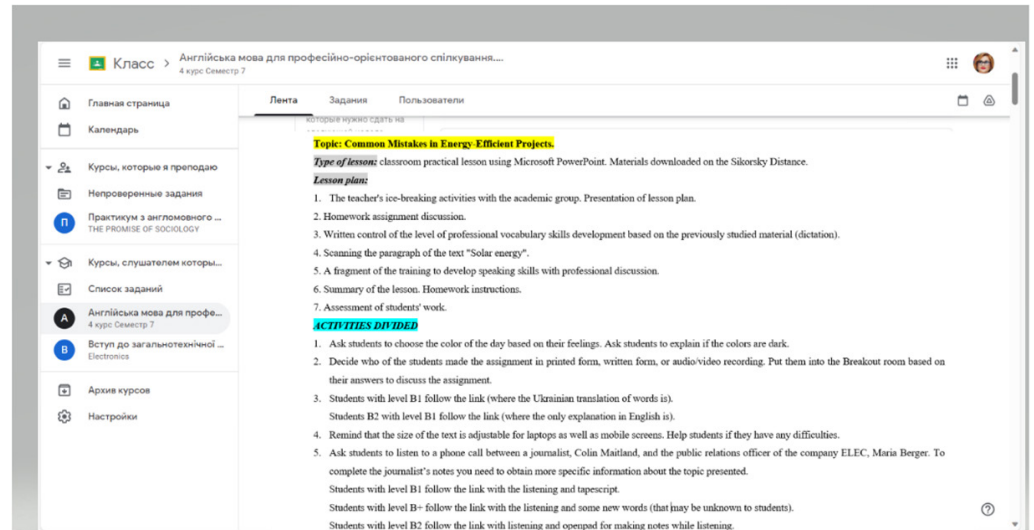 Класс > Англійська мова для професійно-орієнтованого спілкування....
4 курс Семестр 7
Лента Задания Пользователи
Главная страница
Календарь
Курсы, которые я преподаю
Непроверенные задания
П
Практикум з англомовного ...
THE PROMISE OF SOCIOLOGY
Курсы, слушателем которы...
Список заданий
А
Англійська мова для профе...
4 курс Семестр 7
В
Вступ до загальнотехнічної ...
Electronics
Архив курсов
Настройки
которые нужно сдать на
Topic: Common Mistakes in Energy-Efficient Projects.
Type of lesson: classroom practical lesson using Microsoft PowerPoint. Materials downloaded on the Sikorsky Distance.
Lesson plan:
1. The teacher's ice-breaking activities with the academic group. Presentation of lesson plan.
2. Homework assignment discussion.
3. Written control of the level of professional vocabulary skills development based on the previously studied material (dictation).
4. Scanning the paragraph of the text "Solar energy".
5. A fragment of the training to develop speaking skills with professional discussion.
6. Summary of the lesson. Homework instructions.
7. Assessment of students' work.
ACTIVITIES DIVIDED
1. Ask students to choose the color of the day based on their feelings. Ask students to explain if the colors are dark.
2. Decide who of the students made the assignment in printed form, written form, or audio/video recording. Put them into the Breakout room based on
their answers to discuss the assignment.
3. Students with level B1 follow the link (where the Ukrainian translation of words is).
Students B2 with level B1 follow the link (where the only explanation in English is).
4. Remind that the size of the text is adjustable for laptops as well as mobile screens. Help students if they have any difficulties.
5. Ask students to listen to a phone call between a journalist, Colin Maitland, and the public relations officer of the company ELEC, Maria Berger. To
complete the journalist's notes you need to obtain more specific information about the topic presented.
Students with level B1 follow the link with the listening and tapescript.
Students with level B+ follow the link with the listening and some new words (that may be unknown to students).
Students with level B2 follow the link with listening and openpad for making notes while listening.